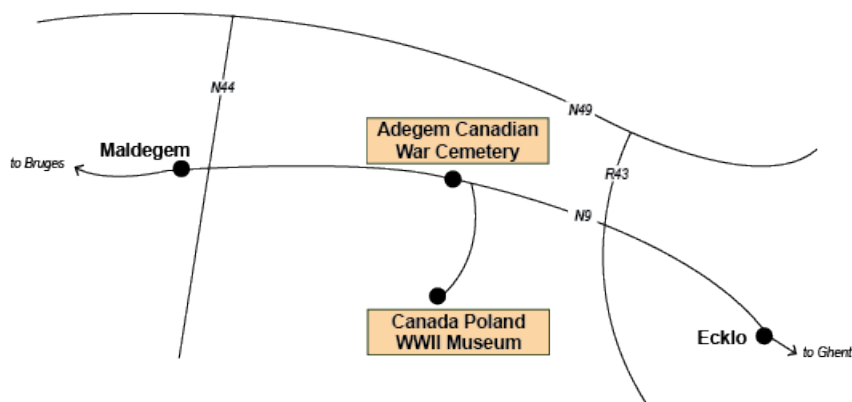 N44
N49
Adegem Canadian
War Cemetery
Maldegem
to Bruges
R43
N9
Canada Poland
WWII Museum
Ecklo
to Ghent